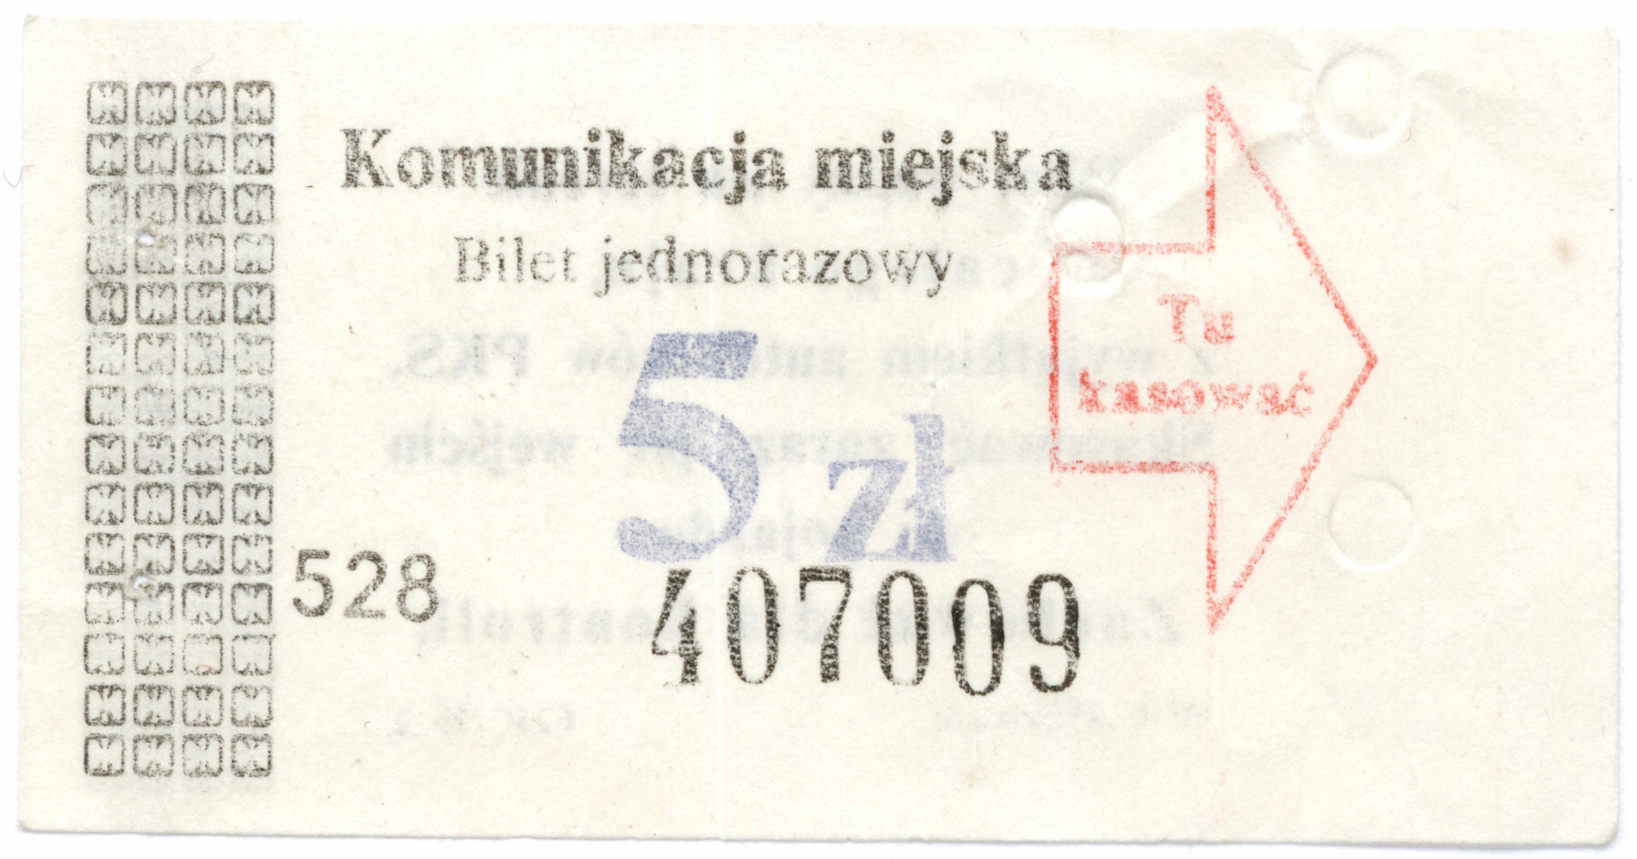 Komunikacja miejska
Bilet jednorazowy
5 zł
Tu
kasować
528
407009